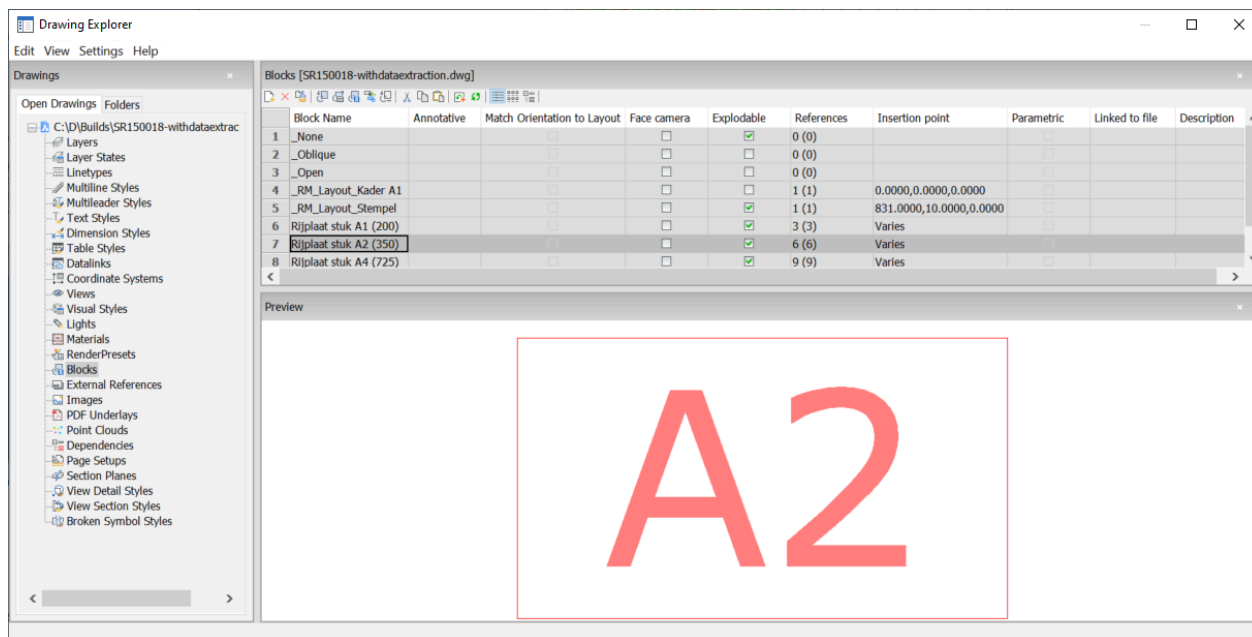 Drawing Explorer
Edit View Settings Help
Drawings
Open Drawings Folders
C:\D\Builds\SR150018-withdataextrac
Layers
Layer States
Linetypes
Multiline Styles
Multileader Styles
Text Styles
Dimension Styles
Table Styles
Datalinks
Coordinate Systems
Views
Visual Styles
Lights
Materials
RenderPresets
Blocks
External References
Images
PDF Underlays
Point Clouds
Dependencies
Page Setups
Section Planes
View Detail Styles
View Section Styles
Broken Symbol Styles
Blocks [SR150018-withdataextraction.dwg]
Block Name Annotative Match Orientation to Layout Face camera Explodable References Insertion point Parametric Linked to file Description
1 _None 0 (0)
2 _Oblique 0 (0)
3 _Open 0 (0)
4 _RM_Layout_Kader A1 1 (1) 0.0000,0.0000,0.0000
5 _RM_Layout_Stempel 1 (1) 831.0000,10.0000,0.0000
6 Rijplaat stuk A1 (200) 3 (3) Varies
7 Rijplaat stuk A2 (350) 6 (6) Varies
8 Rijplaat stuk A4 (725) 9 (9) Varies
Preview
A2